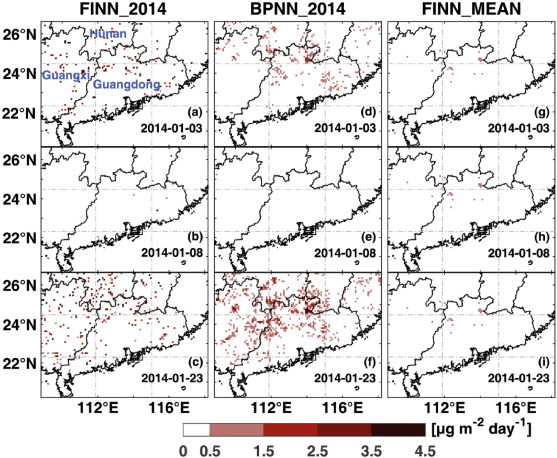 FINN_2014 BPNN_2014 FINN_MEAN
26°N
Hunan
24°N
Guangxi
Guangdong
22°N
(a)
2014-01-03
(d)
2014-01-03
(g)
2014-01-03
26°N
24°N
22°N
(b)
2014-01-08
(e)
2014-01-08
(h)
2014-01-08
26°N
24°N
22°N
(c)
2014-01-23
(f)
2014-01-23
(i)
2014-01-23
112°E 116°E 112°E 116°E 112°E 116°E
[µg m⁻² day⁻¹]
0 0.5 1.5 2.5 3.5 4.5